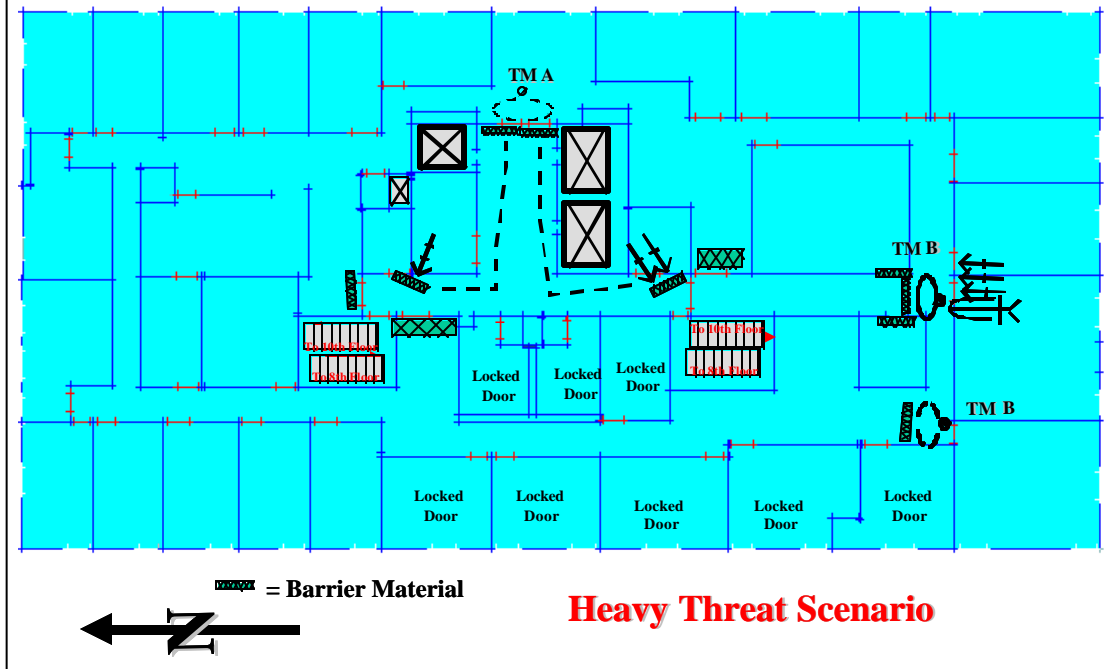 TM A
TM B
To 10th Floor
To 8th Floor
To 10th Floor
To 8th Floor
Locked
Door
Locked
Door
Locked
Door
TM B
Locked
Door
Locked
Door
Locked
Door
Locked
Door
Locked
Door
= Barrier Material
N
Heavy Threat Scenario